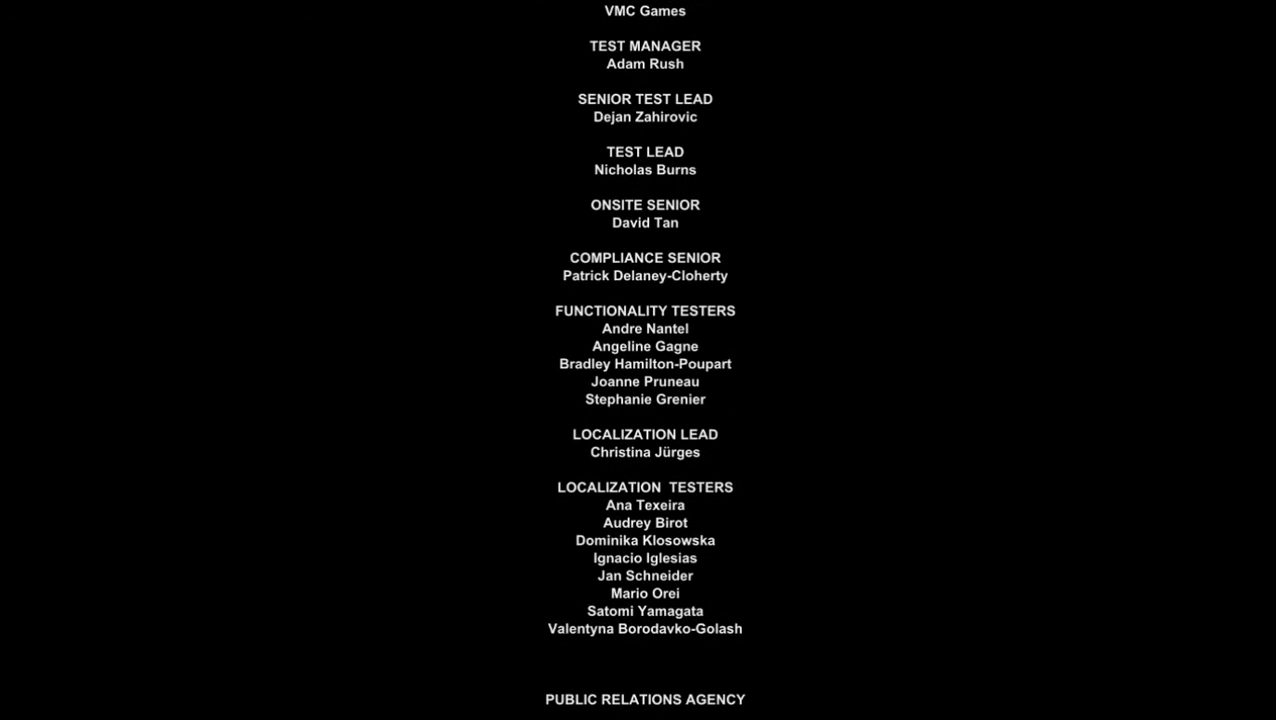 VMC Games
TEST MANAGER
Adam Rush
SENIOR TEST LEAD
Dejan Zahirovic
TEST LEAD
Nicholas Burns
ONSITE SENIOR
David Tan
COMPLIANCE SENIOR
Patrick Delaney-Cloherty
FUNCTIONALITY TESTERS
Andre Nantel
Angeline Gagne
Bradley Hamilton-Poupart
Joanne Pruneau
Stephanie Grenier
LOCALIZATION LEAD
Christina Jürges
LOCALIZATION  TESTERS
Ana Texeira
Audrey Birot
Dominika Klosowska
Ignacio Iglesias
Jan Schneider
Mario Orei
Satomi Yamagata
Valentyna Borodavko-Golash
PUBLIC RELATIONS AGENCY